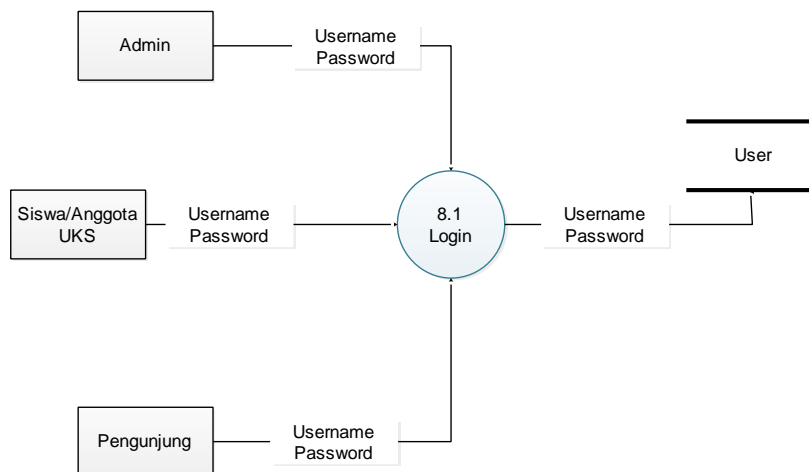 Admin
Username
Password
User
Siswa/Anggota
UKS
Username
Password
8.1
Login
Username
Password
Pengunjung
Username
Password